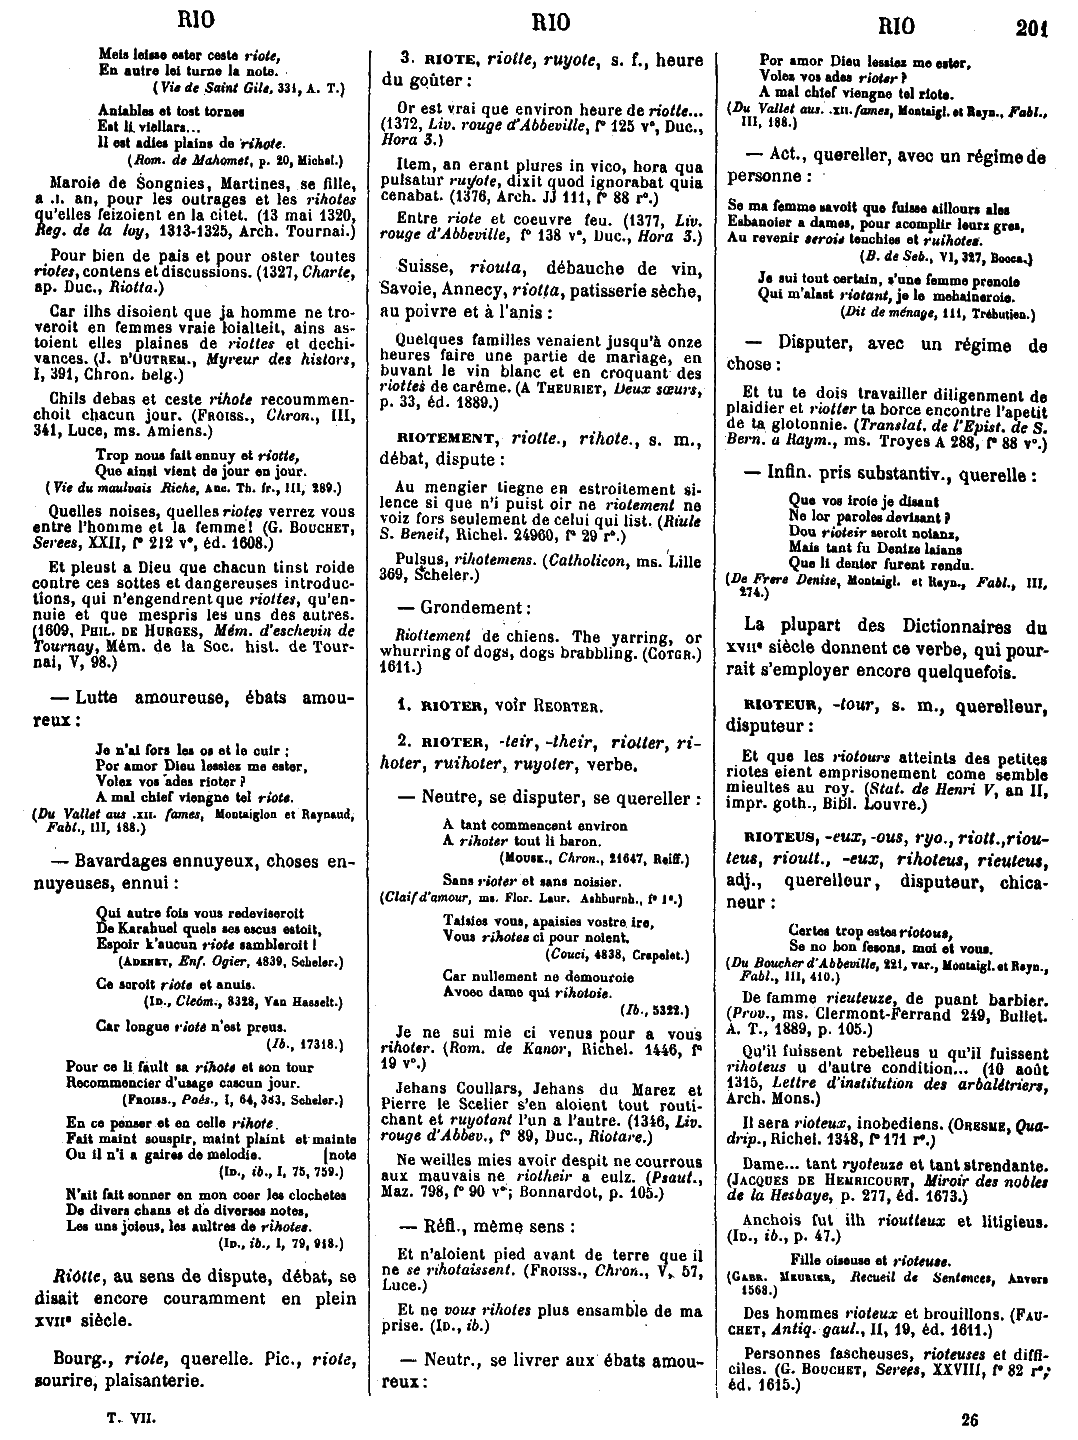 RIO
RIO
RIO 201
Meis leisse ester ceste riote,
En autre lei turne la note.
(Vie de Saint Gile, 331, A. T.)
Amiables et tost tornes
Est li viellars...
Il est adies plains de rihote.
(Rom. de Mahomet, p. 20, Michel.)
Maroie de Songnies, Martines, se fille,
a .I. an, pour les outrages et les rihotes
qu'elles feizoient en la citet. (13 mai 1320,
Reg. de la loy, 1313-1325, Arch. Tournai.)
Pour bien de pais et pour oster toutes
riotes, contens et discussions. (1327, Charte,
ap. Duc., Riotta.)
Car ilhs disoient que ja homme ne tro-
veroit en femmes vraie loialteit, ains as-
toient elles plaines de riottes et dechi-
vances. (J. D'OUTREM., Myreur des histors,
I, 391, Chron. belg.)
Chils debas et ceste rihote recoummen-
choit chacun jour. (FROISS., Chron., III,
341, Luce, ms. Amiens.)
Trop nous fait ennuy et riotte,
Que ainsi vient de jour en jour.
(Vie du maulvais Riche, Anc. Th. fr., III, 289.)
Quelles noises, quelles riotes verrez vous
entre l'homme et la femme! (G. BOUCHET,
Serees, XXII, f° 212 v°, éd. 1608.)
Et pleust a Dieu que chacun tinst roide
contre ces sottes et dangereuses introduc-
tions, qui n'engendrent que riottes, qu'en-
nuie et que mespris les uns des autres.
(1609, PHIL. DE HURGES, Mém. d'eschevin de
Tournay, Mém. de la Soc. hist. de Tour-
nai, V, 98.)
— Lutte amoureuse, ébats amou-
reux :
Je n'ai fors les os et le cuir ;
Por amor Dieu lessiez me ester,
Volez vos ades rioter ?
A mal chief viengne tel riote.
(Du Vallet aus .XII. fames, Montaiglon et Raynaud,
Fabl., III, 188.)
— Bavardages ennuyeux, choses en-
nuyeuses, ennui :
Qui autre fois vous redeviseroit
De Karahuel quels ses escus estoit,
Espoir k'aucun riote sambleroit !
(ADENET, Enf. Ogier, 4839, Scheler.)
Ce seroit riote et anuis.
(ID., Cleóm., 8328, Van Hasselt.)
Car longue riote n'est preus.
(Ib., 17318.)
Pour ce li fault sa rihote et son tour
Recommencier d'usage cascun jour.
(FROISS., Poés., I, 64, 363, Scheler.)
En ce penser et en celle rihote
Fait maint souspir, maint plaint et mainte
Ou il n'i a gaires de melodie. [note
(ID., ib., I, 75, 759.)
N'ait fait sonner en mon coer les clochetes
De divers chans et de diverses notes,
Les uns joieus, les aultres de rihotes.
(ID., ib., I, 79, 918.)
Riotte, au sens de dispute, débat, se
disait encore couramment en plein
XVIIe siècle.
Bourg., riote, querelle. Pic., riote,
sourire, plaisanterie.
T. VII.
3. RIOTE, riotte, ruyote, s. f., heure
du goûter :
Or est vrai que environ heure de riotte...
(1372, Liv. rouge d'Abbeville, f° 125 v°, Duc.,
Hora 3.)
Item, an erant plures in vico, hora qua
pulsatur ruyote, dixit quod ignorabat quia
cenabat. (1376, Arch. JJ 111, f° 88 r°.)
Entre riote et coeuvre feu. (1377, Liv.
rouge d'Abbeville, f° 138 v°, Duc., Hora 3.)
Suisse, riouta, débauche de vin,
Savoie, Annecy, riotta, patisserie sèche,
au poivre et à l'anis :
Quelques familles venaient jusqu'à onze
heures faire une partie de mariage, en
buvant le vin blanc et en croquant des
riottes de carême. (A THEURIET, Deux sœurs,
p. 33, éd. 1889.)
RIOTEMENT, riotte., rihote., s. m.,
débat, dispute :
Au mengier tiegne en estroitement si-
lence si que n'i puist oir ne riotement ne
voiz fors seulement de celui qui list. (Riule
S. Beneit, Richel. 24960, f° 29 r°.)
Pulsus, rihotemens. (Catholicon, ms. Lille
369, Scheler.)
— Grondement :
Riottement de chiens. The yarring, or
whurring of dogs, dogs brabbling. (COTGR.)
1611.)
1. RIOTER, voir REORTER.
2. RIOTER, -teir, -their, riotter, ri-
hoter, ruihoter, ruyoter, verbe.
— Neutre, se disputer, se quereller :
A tant commencent environ
A rihoter tout li baron.
(MOUSK., Chron., 21647, Reiff.)
Sans rioter et sans noisier.
(Claif d'amour, ms. Flor. Laur. Ashburnh., f° 1°.)
Taisies vous, apaisies vostre ire,
Vous rihotes ci pour noient.
(Couci, 4838, Crapelet.)
Car nullement ne demouroie
Avoec dame qui rihotoie.
(Ib., 5322.)
Je ne sui mie ci venus pour a vous
rihoter. (Rom. de Kanor, Richel. 1446, f°
19 v°.)
Jehans Coullars, Jehans du Marez et
Pierre le Scelier s'en aloient tout routi-
chant et ruyotant l'un a l'autre. (1346, Liv.
rouge d'Abbev., f° 89, Duc., Riotare.)
Ne weilles mies avoir despit ne courrous
aux mauvais ne riotheir a eulz. (Psaut.,
Maz. 798, f° 90 v°; Bonnardot, p. 105.)
— Réfl., même sens :
Et n'aloient pied avant de terre que il
ne se rihotaissent. (FROISS., Chron., V, 57,
Luce.)
Et ne vous rihotes plus ensamble de ma
prise. (ID., ib.)
— Neutr., se livrer aux ébats amou-
reux :
Por amor Dieu lessiez me ester,
Volez vos ades rioter ?
A mal chief viengne tel riote.
(Du Vallet aus. .XII. fames, Montaigl. et Rayn., Fabl.,
III, 188.)
— Act., quereller, avec un régime de
personne :
Se ma femme savoit que fuisse ailleurs ales
Esbanoier a dames, pour acomplir leurs gres,
Au revenir serois tenchies et ruihotes.
(B. de Seb., VI, 327, Bocca.)
Je sui tout certain, s'une femme prenoie
Qui m'alast riotant, je le mehaineroie.
(Dit de ménage, III, Trébutien.)
— Disputer, avec un régime de
chose :
Et tu te dois travailler diligenment de
plaidier et riotter ta borce encontre l'apetit
de ta glotonnie. (Translat. de l'Epist. de S.
Bern. a Raym., ms. Troyes A 288, f° 88 v°.)
— Infin. pris substantiv., querelle :
Que vos iroie je disant
Ne lor paroles devisant ?
Dou rioteir seroit noianz,
Mais tant fu Denize laians
Que li denier furent rendu.
(De Frere Denise, Montaigl. et Rayn., Fabl., III,
274.)
La plupart des Dictionnaires du
XVIIe siècle donnent ce verbe, qui pour-
rait s'employer encore quelquefois.
RIOTEUR, -tour, s. m., querelleur,
disputeur :
Et que les riotours atteints des petites
riotes eient emprisonement come semble
mieultes au roy. (Stat. de Henri V, an II,
impr. goth., Bibl. Louvre.)
RIOTEUS, -eux, -ous, ryo., riott., riou-
teus, rioutt., -eux, rihoteus, rieuteus,
adj., querelleur, disputeur, chica-
neur :
Certes trop estes riotous,
Se no bon fesons, moi et vous.
(Du Boucher d'Abbeville, 221, var., Montaigl. et Rayn.,
Fabl., III, 410.)
De famme rieuteuze, de puant barbier.
(Prov., ms. Clermont-Ferrand 249, Bullet.
A. T., 1889, p. 105.)
Qu'il fuissent rebelleus u qu'il fuissent
rihoteus u d'autre condition... (10 août
1315, Lettre d'institution des arbalétriers,
Arch. Mons.)
Il sera rioteux, inobediens. (ORESME, Qua-
drip., Richel. 1348, f° 171 r°.)
Dame... tant ryoteuze et tant strendante.
(JACQUES DE HEMRICOURT, Miroir des nobles
de la Hesbaye, p. 277, éd. 1673.)
Anchois fut ilh rioutteux et litigieus.
(ID., ib., p. 47.)
Fille oiseuse et rioteuse.
(GABR. MEURIER, Recueil de Sentences, Anvers
1568.)
Des hommes rioteux et brouillons. (FAU-
CHET, Antiq. gaul., II, 19, éd. 1611.)
Personnes fascheuses, rioteuses et diffi-
ciles. (G. BOUCHET, Serees, XXVIII, f° 82 r°;
éd. 1615.)
26